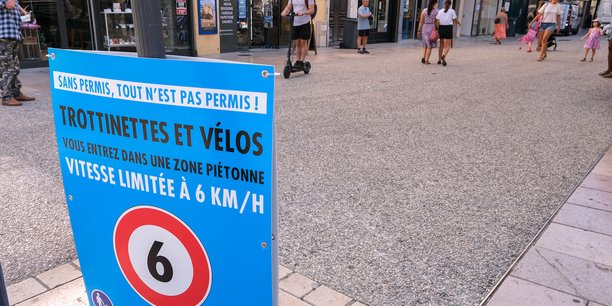 SANS PERMIS, TOUT N'EST PAS PERMIS !
TROTTINETTES ET VÉLOS
VOUS ENTREZ DANS UNE ZONE PIÉTONNE
VITESSE LIMITÉE À 6 KM/H
6